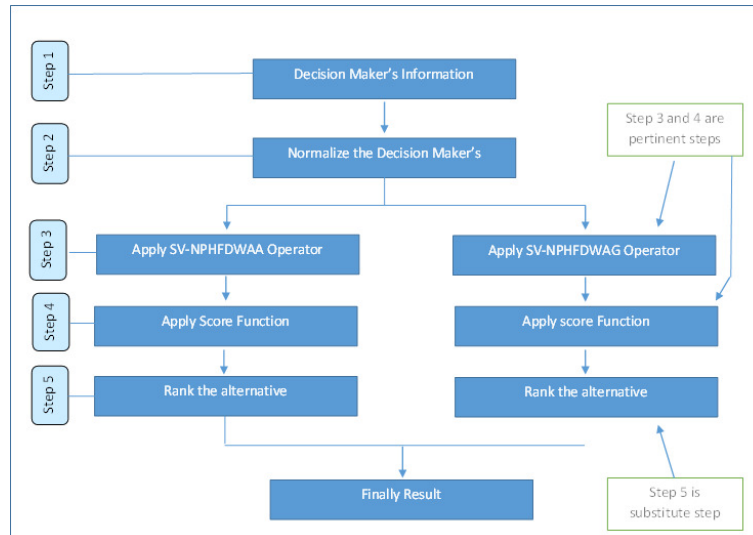 Step 1
Decision Maker's Information
Step 2
Normalize the Decision Maker's
Step 3 and 4 are
pertinent steps
Step 3
Apply SV-NPHFDWAA Operator
Apply SV-NPHFDWAG Operator
Step 4
Apply Score Function
Apply score Function
Step 5
Rank the alternative
Rank the alternative
Finally Result
Step 5 is
substitute step